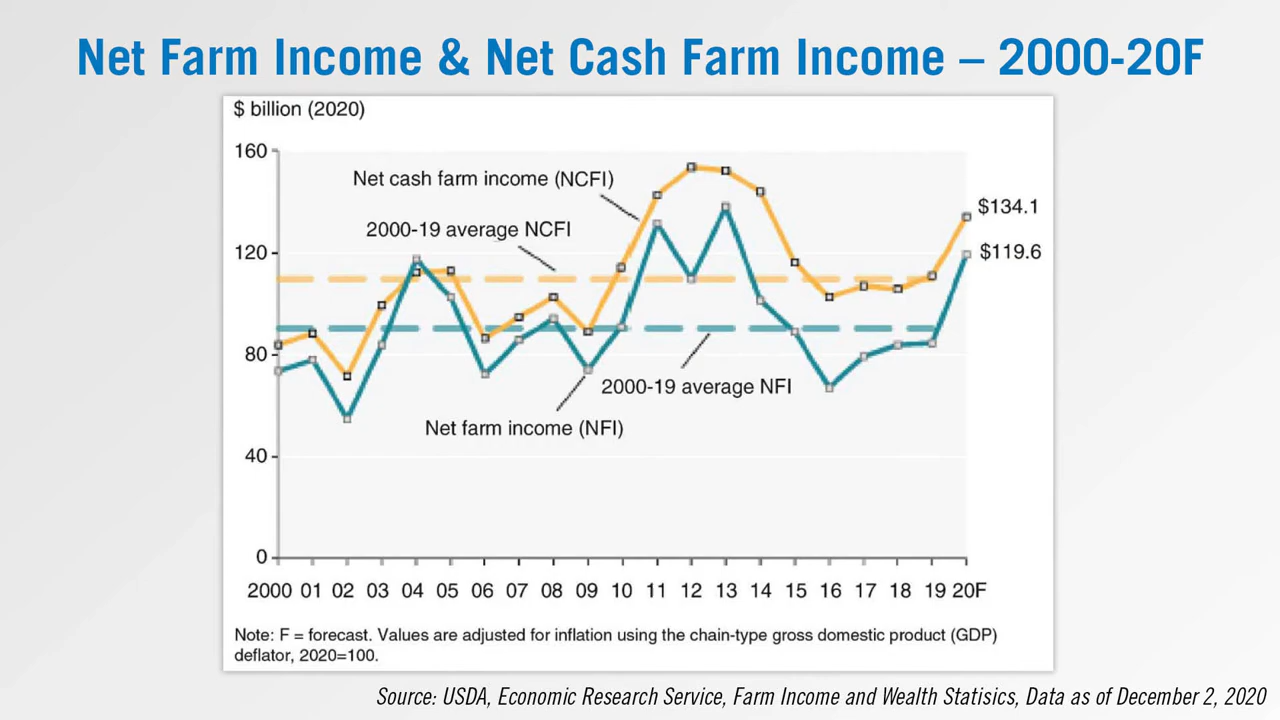 Net Farm Income & Net Cash Farm Income – 2000-20F
$ billion (2020)
160
Net cash farm income (NCFI)
$134.1
2000-19 average NCFI
120
$119.6
80
2000-19 average NFI
Net farm income (NFI)
40
0
2000 01 02 03 04 05 06 07 08 09 10 11 12 13 14 15 16 17 18 19 20F
Note: F = forecast. Values are adjusted for inflation using the chain-type gross domestic product (GDP)
deflator, 2020=100.
Source: USDA, Economic Research Service, Farm Income and Wealth Statisics, Data as of December 2, 2020